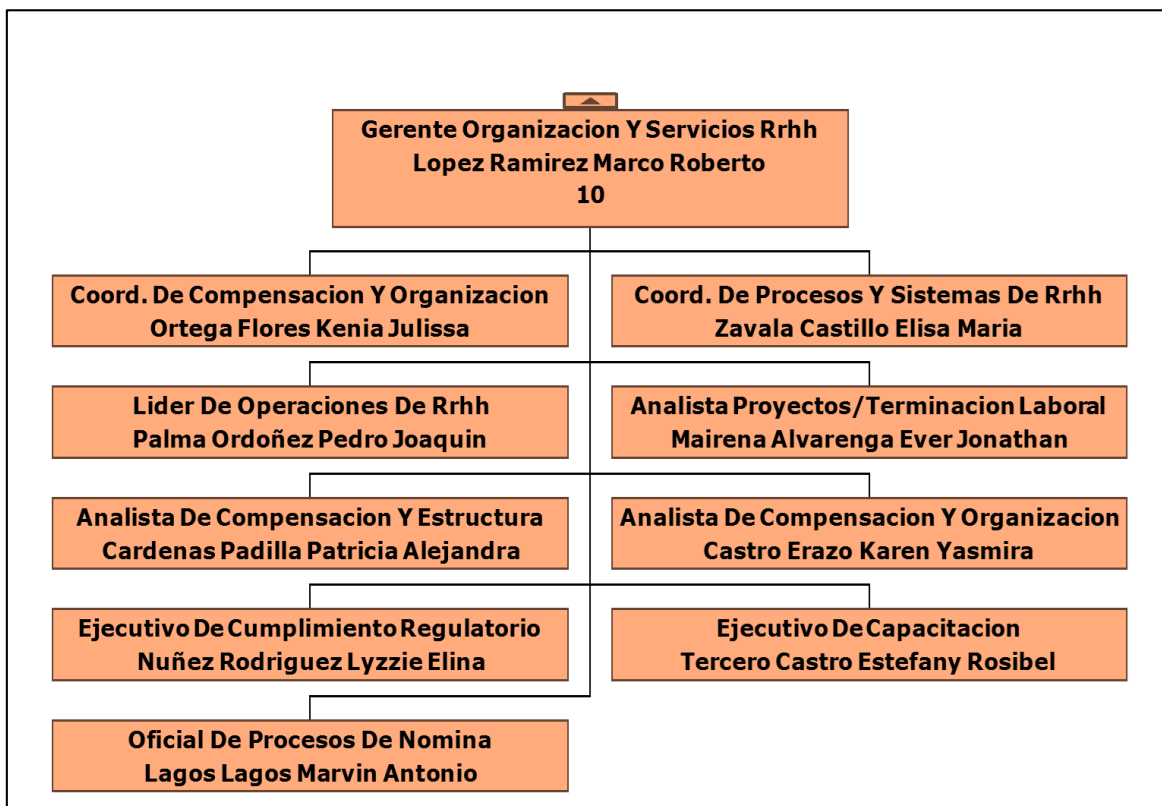 Gerente Organizacion Y Servicios Rrhh
Lopez Ramirez Marco Roberto
10
Coord. De Compensacion Y Organizacion
Ortega Flores Kenia Julissa
Coord. De Procesos Y Sistemas De Rrhh
Zavala Castillo Elisa Maria
Lider De Operaciones De Rrhh
Palma Ordoñez Pedro Joaquin
Analista Proyectos/Terminacion Laboral
Mairena Alvarenga Ever Jonathan
Analista De Compensacion Y Estructura
Cardenas Padilla Patricia Alejandra
Analista De Compensacion Y Organizacion
Castro Erazo Karen Yasmira
Ejecutivo De Cumplimiento Regulatorio
Nuñez Rodriguez Lyzzie Elina
Ejecutivo De Capacitacion
Tercero Castro Estefany Rosibel
Oficial De Procesos De Nomina
Lagos Lagos Marvin Antonio